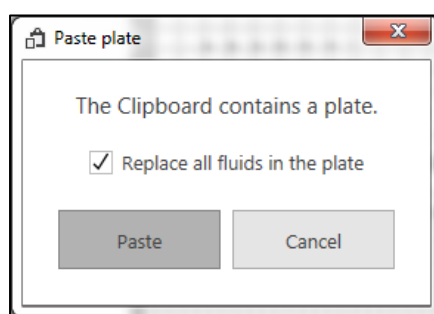 Paste plate
The Clipboard contains a plate.
Replace all fluids in the plate
Paste
Cancel